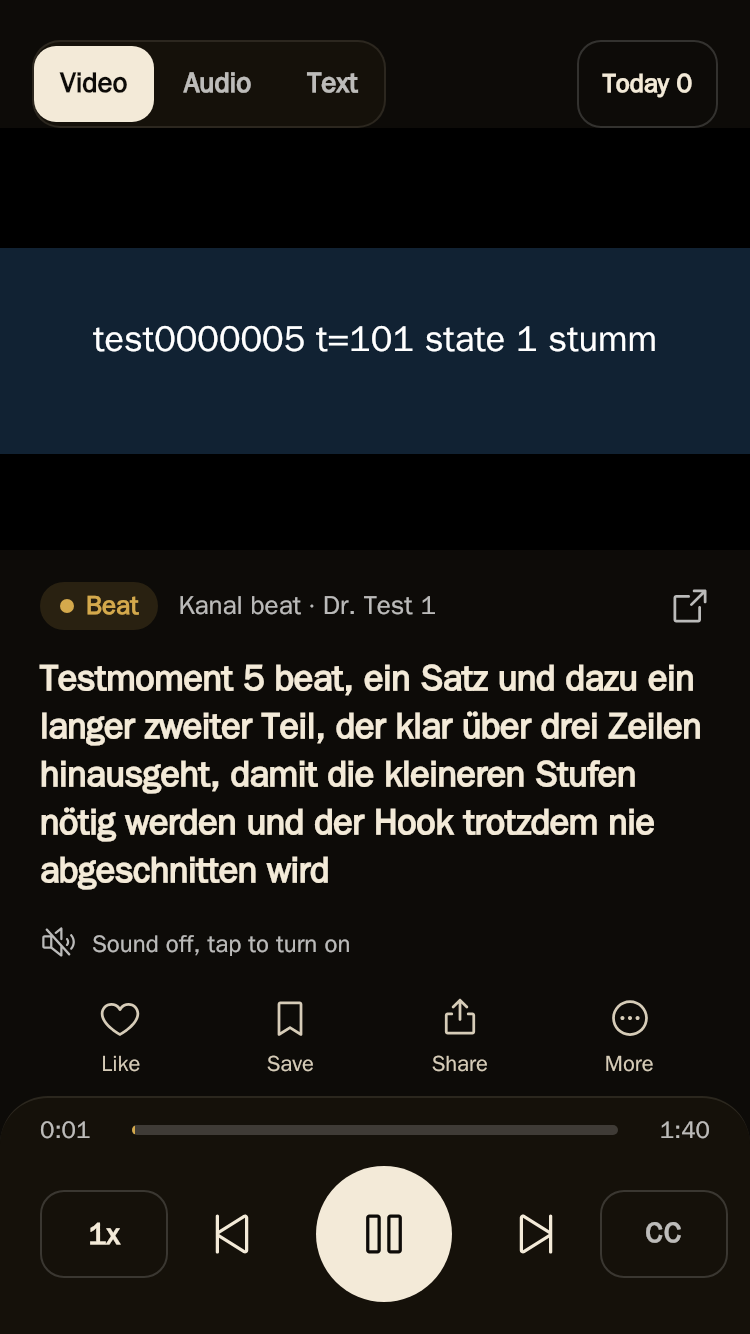 Video Audio Text Today 0
test0000005 t=101 state 1 stumm
Beat Kanal beat · Dr. Test 1
Testmoment 5 beat, ein Satz und dazu ein
langer zweiter Teil, der klar über drei Zeilen
hinausgeht, damit die kleineren Stufen
nötig werden und der Hook trotzdem nie
abgeschnitten wird
Sound off, tap to turn on
Like Save Share More
0:01 1:40
1x CC